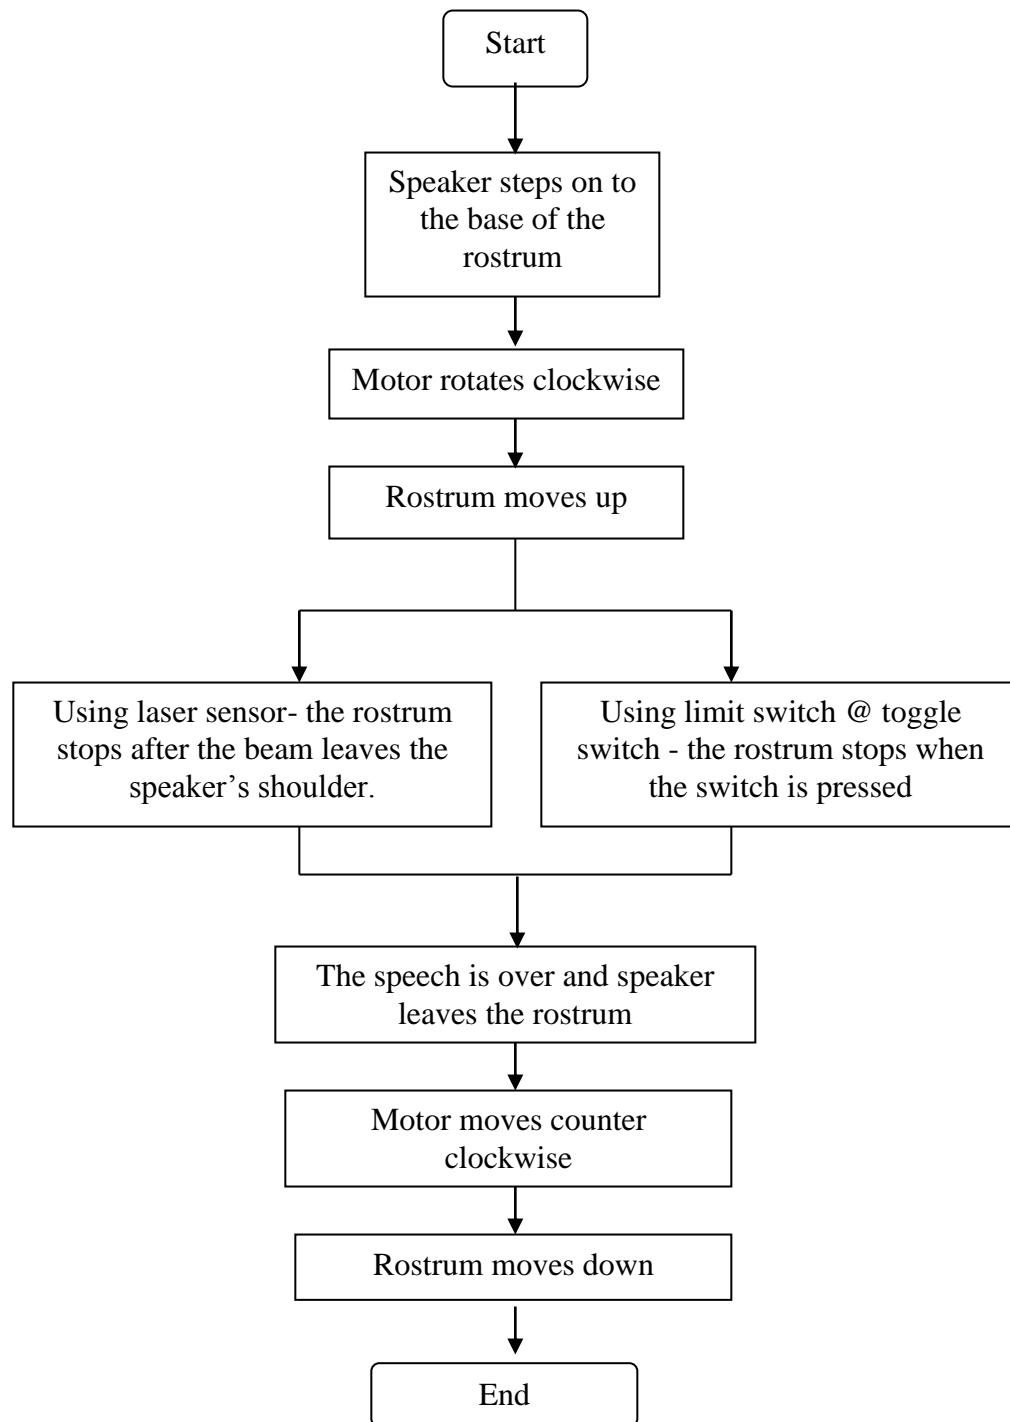 Start
Speaker steps on to
the base of the
rostrum
Motor rotates clockwise
Rostrum moves up
Using laser sensor- the rostrum
stops after the beam leaves the
speaker’s shoulder.
Using limit switch @ toggle
switch - the rostrum stops when
the switch is pressed
The speech is over and speaker
leaves the rostrum
Motor moves counter
clockwise
Rostrum moves down
End